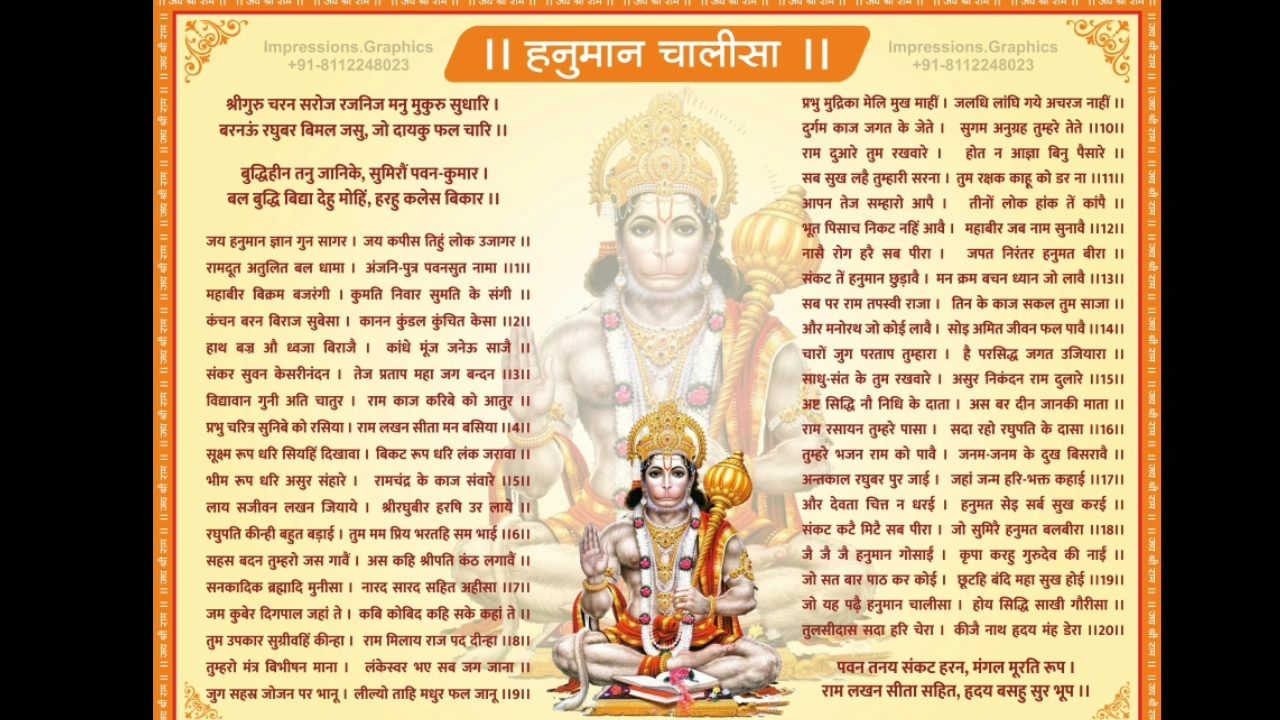 ।। जय श्री राम ।। जय श्री राम ।। जय श्री राम ।। जय श्री राम ।। जय श्री राम ।। जय श्री राम ।।
Impressions.Graphics
+91-8112248023
।। हनुमान चालीसा ।।
Impressions.Graphics
+91-8112248023
श्रीगुरु चरन सरोज रजनिज मनु मुकुरु सुधारि ।
बरनऊं रघुबर बिमल जसु, जो दायकु फल चारि ।।
बुद्धिहीन तनु जानिके, सुमिरौं पवन-कुमार ।
बल बुद्धि बिद्या देहु मोहिं, हरहु कलेस बिकार ।।
जय हनुमान ज्ञान गुन सागर । जय कपीस तिहुं लोक उजागर ।।
रामदूत अतुलित बल धामा । अंजनि-पुत्र पवनसुत नामा ।।1।।
महाबीर बिक्रम बजरंगी । कुमति निवार सुमति के संगी ।।
कंचन बरन बिराज सुबेसा । कानन कुंडल कुंचित केसा ।।2।।
हाथ बज्र औ ध्वजा बिराजै । कांधे मूंज जनेऊ साजै ।।
संकर सुवन केसरीनंदन । तेज प्रताप महा जग बन्दन ।।3।।
विद्यावान गुनी अति चातुर । राम काज करिबे को आतुर ।।
प्रभु चरित्र सुनिबे को रसिया । राम लखन सीता मन बसिया ।।4।।
सूक्ष्म रूप धरि सियहिं दिखावा । बिकट रूप धरि लंक जरावा ।।
भीम रूप धरि असुर संहारे । रामचंद्र के काज संवारे ।।5।।
लाय सजीवन लखन जियाये । श्रीरघुबीर हरषि उर लाये ।।
रघुपति कीन्ही बहुत बड़ाई । तुम मम प्रिय भरतहि सम भाई ।।6।।
सहस बदन तुम्हरो जस गावैं । अस कहि श्रीपति कंठ लगावैं ।।
सनकादिक ब्रह्मादि मुनीसा । नारद सारद सहित अहीसा ।।7।।
जम कुबेर दिगपाल जहां ते । कबि कोबिद कहि सके कहां ते ।।
तुम उपकार सुग्रीवहिं कीन्हा । राम मिलाय राज पद दीन्हा ।।8।।
तुम्हरो मंत्र बिभीषन माना । लंकेस्वर भए सब जग जाना ।।
जुग सहस्र जोजन पर भानू । लील्यो ताहि मधुर फल जानू ।।9।।
प्रभु मुद्रिका मेलि मुख माहीं । जलधि लांघि गये अचरज नाहीं ।।
दुर्गम काज जगत के जेते । सुगम अनुग्रह तुम्हरे तेते ।।10।।
राम दुआरे तुम रखवारे । होत न आज्ञा बिनु पैसारे ।।
सब सुख लहै तुम्हारी सरना । तुम रक्षक काहू को डर ना ।।11।।
आपन तेज सम्हारो आपै । तीनों लोक हांक तें कांपै ।।
भूत पिसाच निकट नहिं आवै । महाबीर जब नाम सुनावै ।।12।।
नासै रोग हरै सब पीरा । जपत निरंतर हनुमत बीरा ।।
संकट तें हनुमान छुड़ावै । मन क्रम बचन ध्यान जो लावै ।।13।।
सब पर राम तपस्वी राजा । तिन के काज सकल तुम साजा ।।
और मनोरथ जो कोई लावै । सोइ अमित जीवन फल पावै ।।14।।
चारों जुग परताप तुम्हारा । है परसिद्ध जगत उजियारा ।।
साधु-संत के तुम रखवारे । असुर निकंदन राम दुलारे ।।15।।
अष्ट सिद्धि नौ निधि के दाता । अस बर दीन जानकी माता ।।
राम रसायन तुम्हरे पासा । सदा रहो रघुपति के दासा ।।16।।
तुम्हरे भजन राम को पावै । जनम-जनम के दुख बिसरावै ।।
अन्तकाल रघुबर पुर जाई । जहां जन्म हरि-भक्त कहाई ।।17।।
और देवता चित्त न धरई । हनुमत सेइ सर्ब सुख करई ।।
संकट कटै मिटै सब पीरा । जो सुमिरै हनुमत बलबीरा ।।18।।
जै जै जै हनुमान गोसाईं । कृपा करहु गुरुदेव की नाईं ।।
जो सत बार पाठ कर कोई । छूटहि बंदि महा सुख होई ।।19।।
जो यह पढ़ै हनुमान चालीसा । होय सिद्धि साखी गौरीसा ।।
तुलसीदास सदा हरि चेरा । कीजै नाथ हृदय मंह डेरा ।।20।।
पवन तनय संकट हरन, मंगल मूरति रूप ।
राम लखन सीता सहित, हृदय बसहु सुर भूप ।।